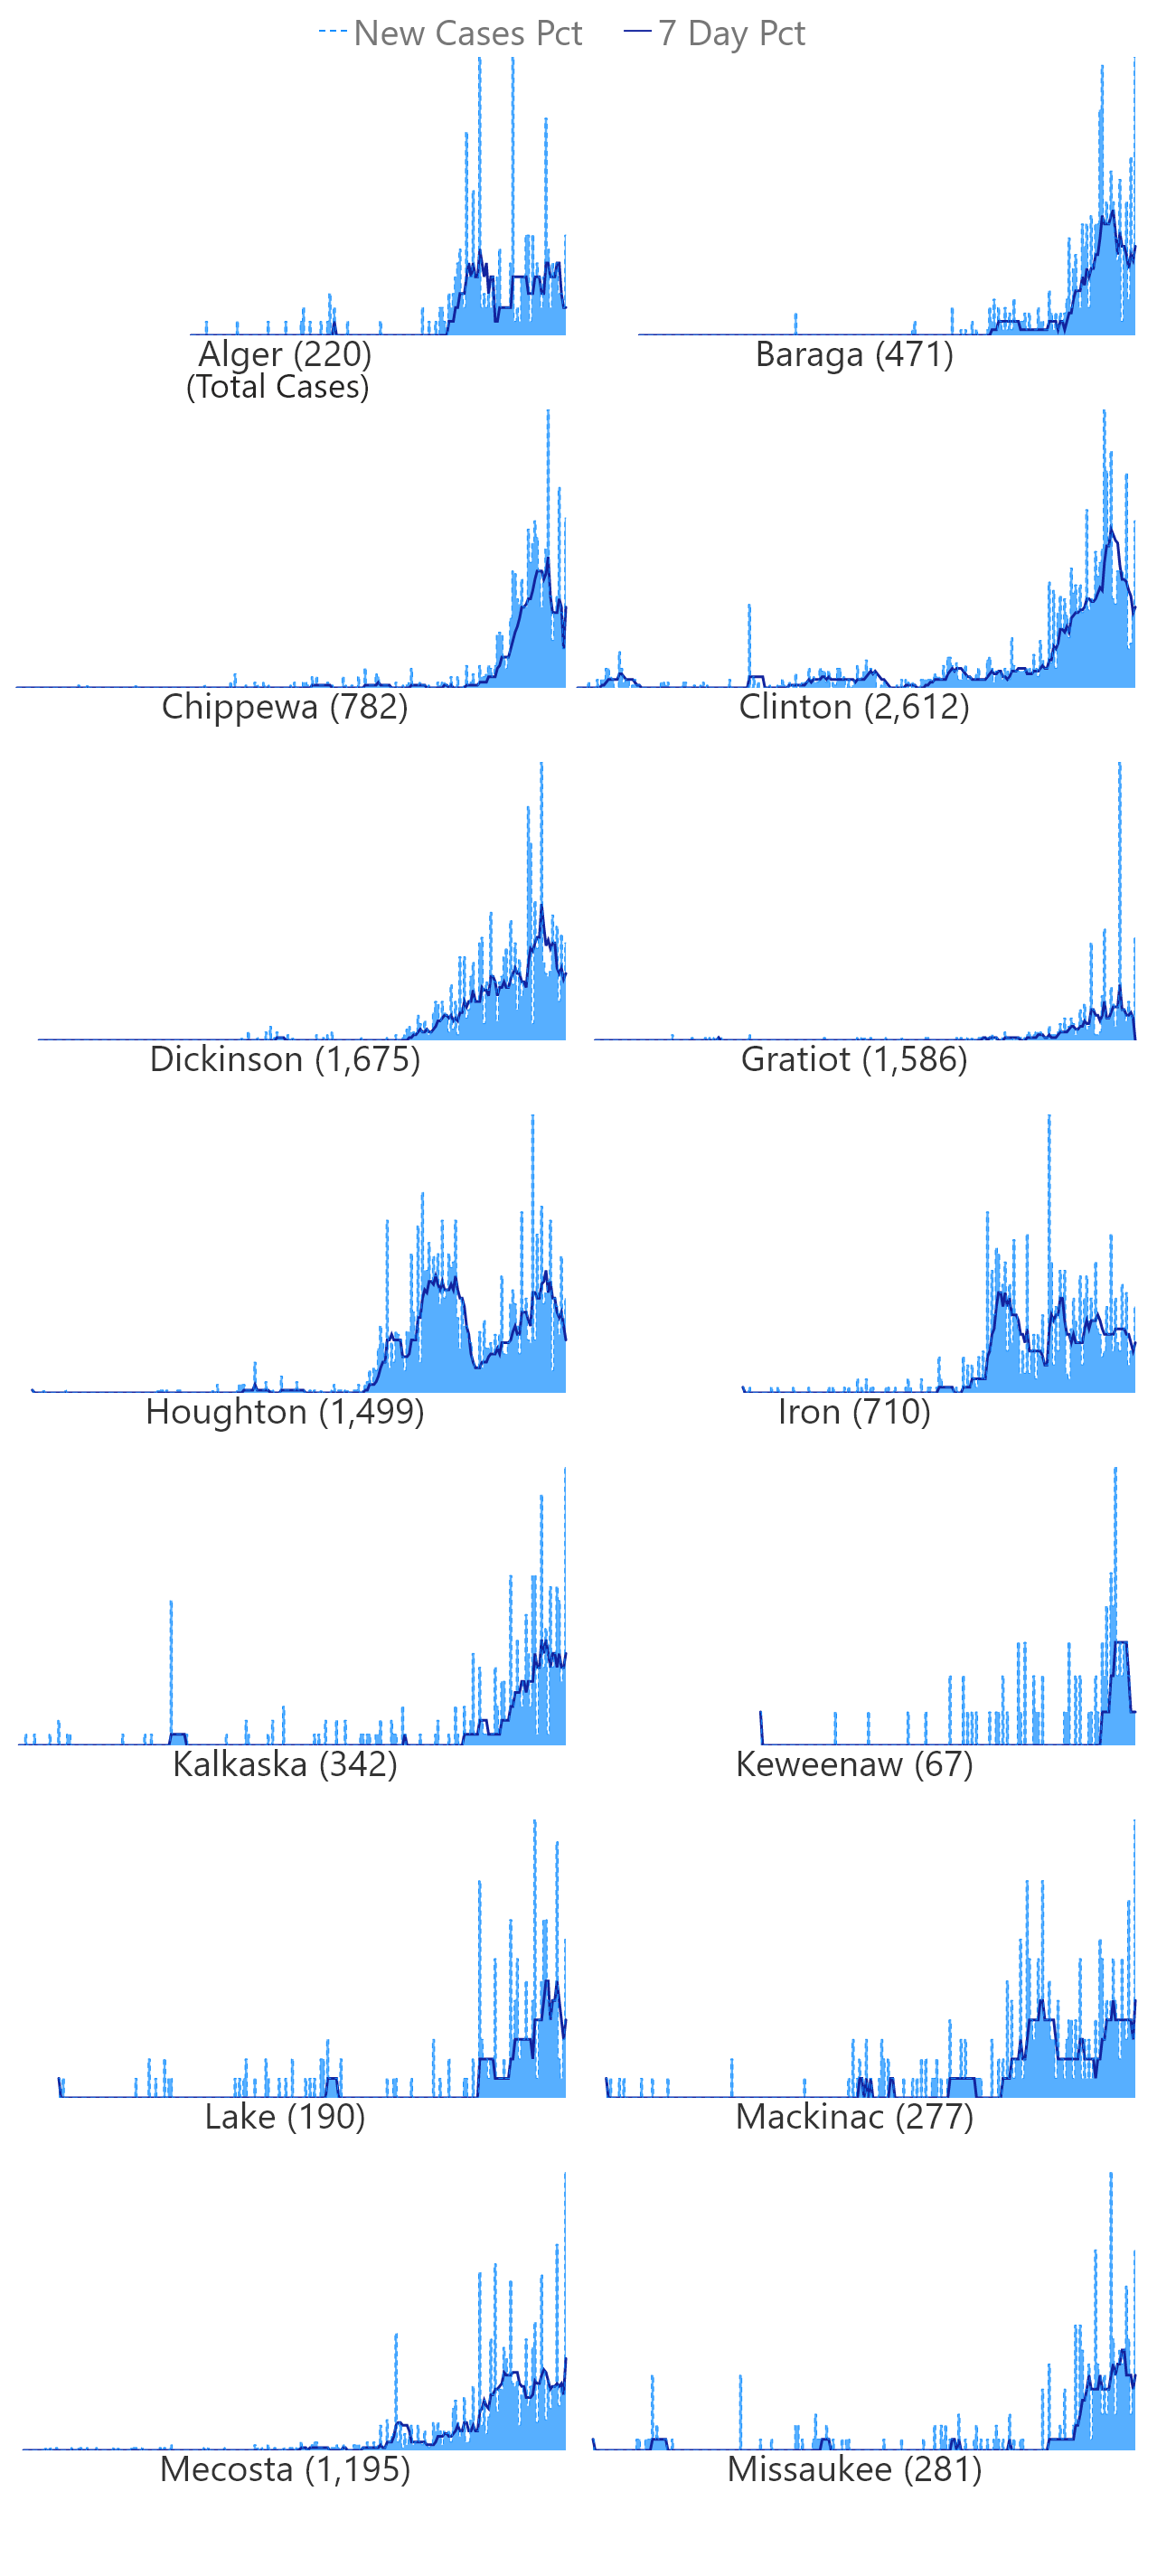 New Cases Pct 7 Day Pct
Alger (220) Baraga (471)
(Total Cases)
Chippewa (782) Clinton (2,612)
Dickinson (1,675) Gratiot (1,586)
Houghton (1,499) Iron (710)
Kalkaska (342) Keweenaw (67)
Lake (190) Mackinac (277)
Mecosta (1,195) Missaukee (281)